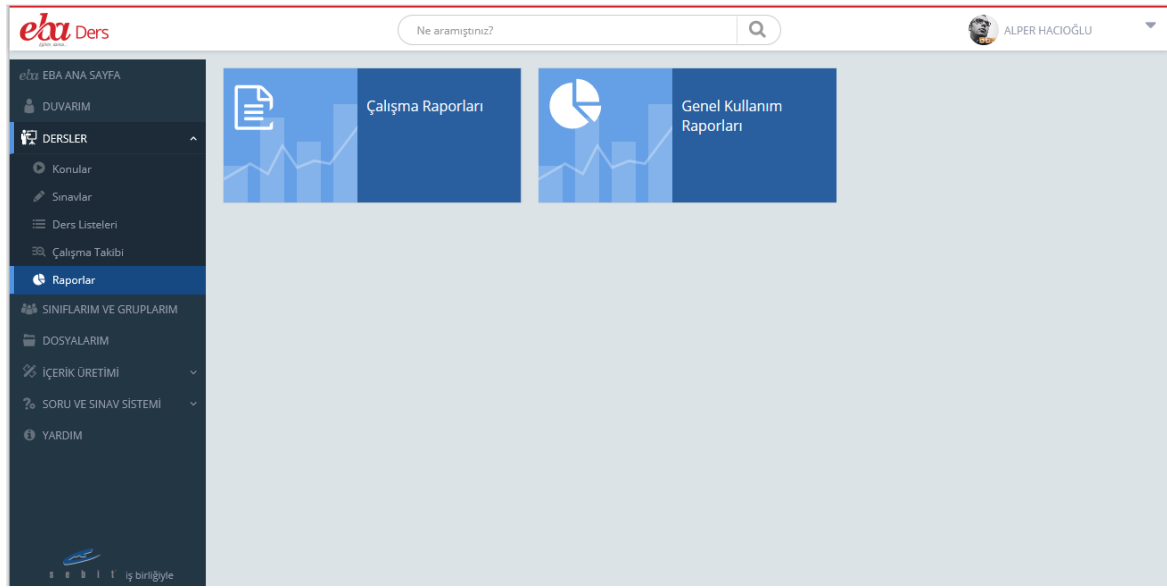 eba Ders
Ne aramıştınız?
ALPER HACIOĞLU
eba EBA ANA SAYFA
DUVARIM
DERSLER
Konular
Sınavlar
Ders Listeleri
Çalışma Takibi
Raporlar
SINIFLARIM VE GRUPLARIM
DOSYALARIM
İÇERİK ÜRETİMİ
SORU VE SINAV SİSTEMİ
YARDIM
Çalışma Raporları
Genel Kullanım
Raporları
sebit iş birliğiyle